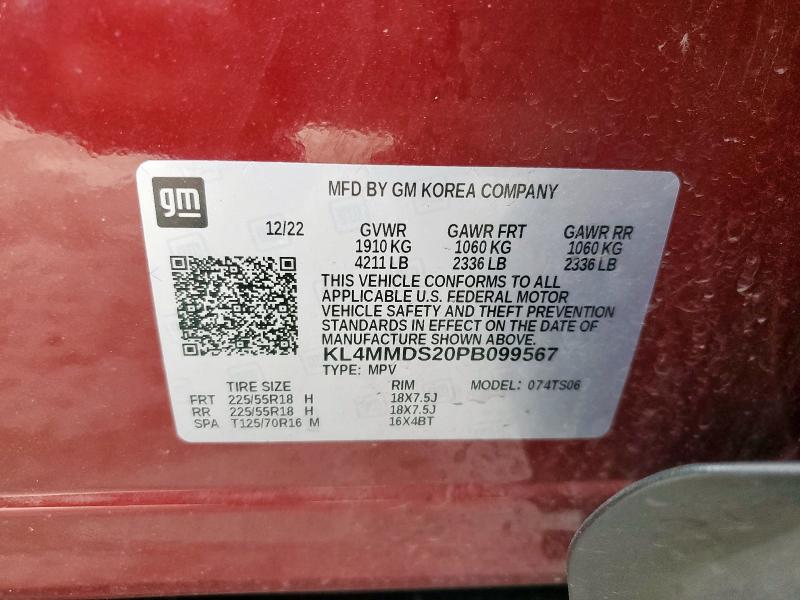 gm
MFD BY GM KOREA COMPANY
12/22 GVWR GAWR FRT GAWR RR
1910 KG 1060 KG 1060 KG
4211 LB 2336 LB 2336 LB
THIS VEHICLE CONFORMS TO ALL
APPLICABLE U.S. FEDERAL MOTOR
VEHICLE SAFETY AND THEFT PREVENTION
STANDARDS IN EFFECT ON THE DATE OF
MANUFACTURE SHOWN ABOVE.
KL4MMDS20PB099567
TYPE: MPV
TIRE SIZE RIM MODEL: 074TS06
FRT 225/55R18 H 18X7.5J
RR 225/55R18 H 18X7.5J
SPA T125/70R16 M 16X4BT